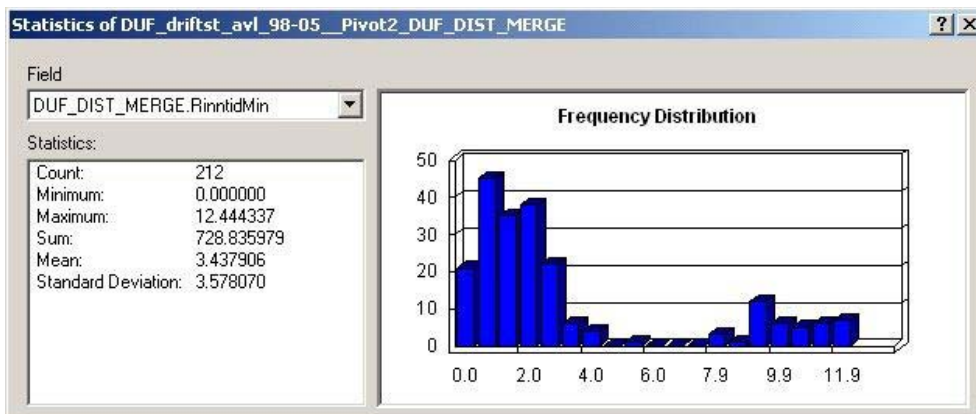 Statistics of DUF_driftst_avl_98-05__Pivot2_DUF_DIST_MERGE
Field
DUF_DIST_MERGE.RinntidMin
Statistics:
Count: 212
Minimum: 0.000000
Maximum: 12.444337
Sum: 728.835979
Mean: 3.437906
Standard Deviation: 3.578070
Frequency Distribution
50
40
30
20
10
0
0.0 2.0 4.0 6.0 7.9 9.9 11.9